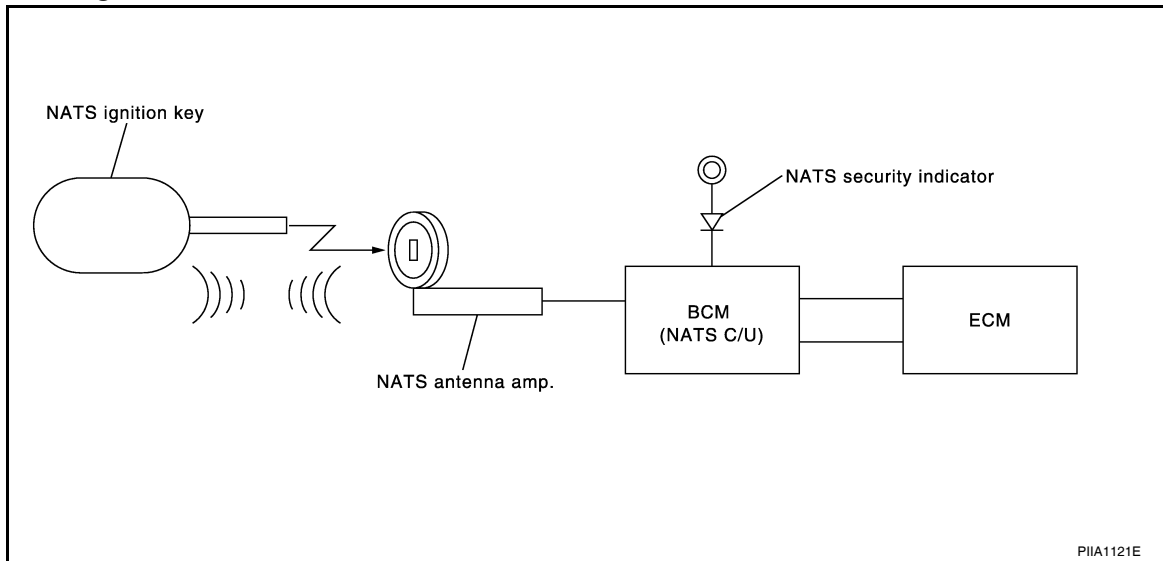 NATS ignition key
NATS security indicator
BCM
(NATS C/U)
ECM
NATS antenna amp.
PIIA1121E